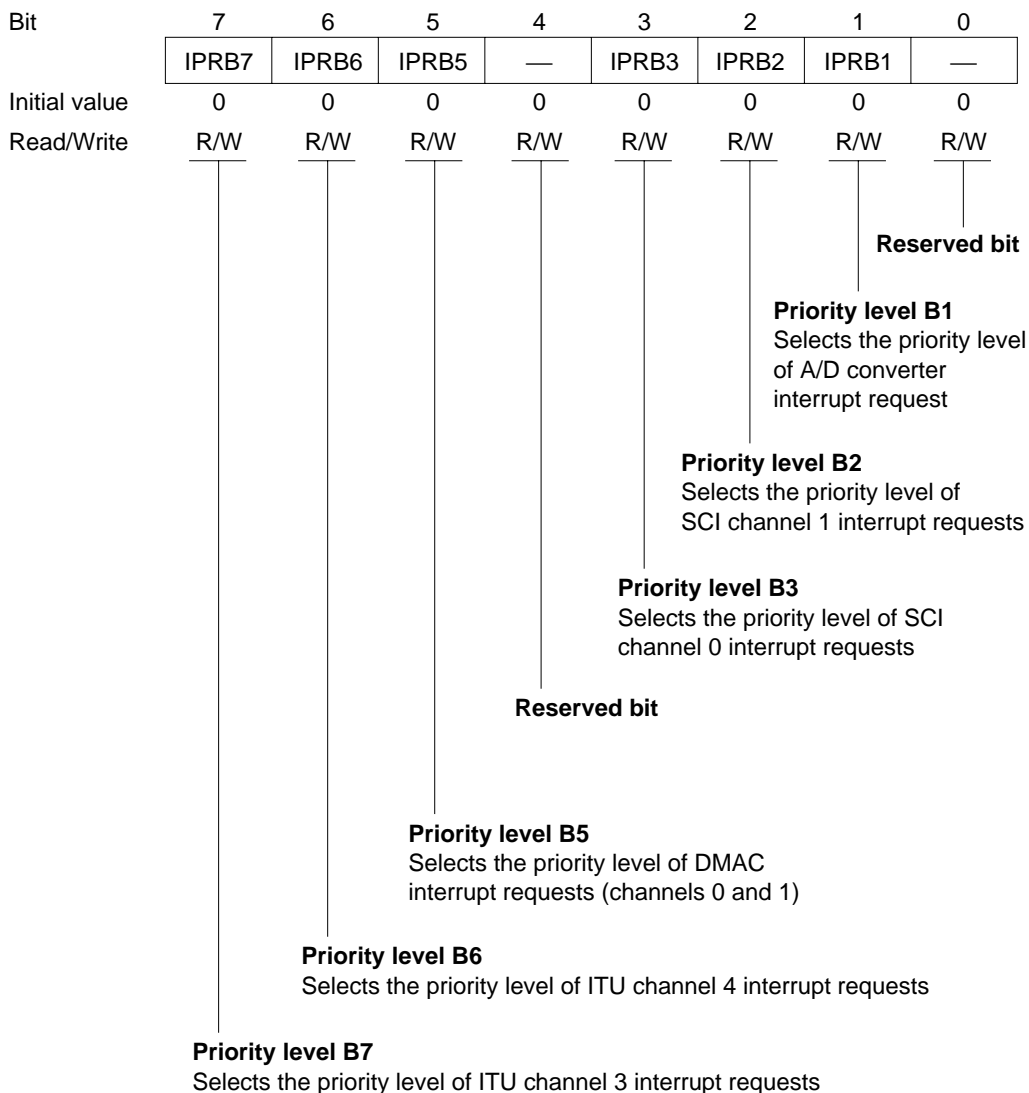 Bit 7 6 5 4 3 2 1 0
IPRB7 IPRB6 IPRB5 — IPRB3 IPRB2 IPRB1 —
Initial value 0 0 0 0 0 0 0 0
Read/Write R/W R/W R/W R/W R/W R/W R/W R/W
Reserved bit
Priority level B1
Selects the priority level
of A/D converter
interrupt request
Priority level B2
Selects the priority level of
SCI channel 1 interrupt requests
Priority level B3
Selects the priority level of SCI
channel 0 interrupt requests
Reserved bit
Priority level B5
Selects the priority level of DMAC
interrupt requests (channels 0 and 1)
Priority level B6
Selects the priority level of ITU channel 4 interrupt requests
Priority level B7
Selects the priority level of ITU channel 3 interrupt requests